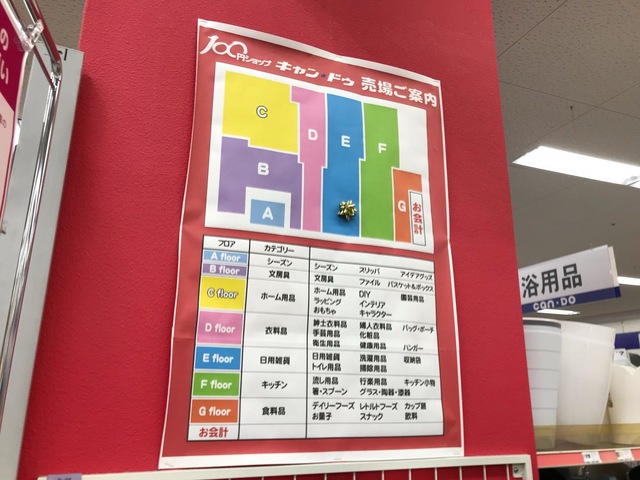 100円ショップ キャン・ドゥ 売場ご案内
C
D
E
F
B
A
G
お会計
フロア カテゴリー
A floor シーズン シーズン スリッパ アイデアグッズ
B floor 文房具 文房具 ファイル バスケット&ボックス
C floor ホーム用品 ホーム用品 DIY 園芸用品
ラッピング インテリア
おもちゃ キャラクター
D floor 衣料品 紳士衣料品 婦人衣料品 バッグ・ポーチ
手芸用品 化粧品
衛生用品 健康用品 ハンガー
E floor 日用雑貨 日用雑貨 洗濯用品 収納袋
トイレ用品 掃除用品
F floor キッチン 流し用品 行楽用品 キッチン小物
箸・スプーン グラス・陶器・漆器
G floor 食料品 デイリーフーズ レトルトフーズ カップ麺
お菓子 スナック 飲料
お会計
浴用品
CAN・DO